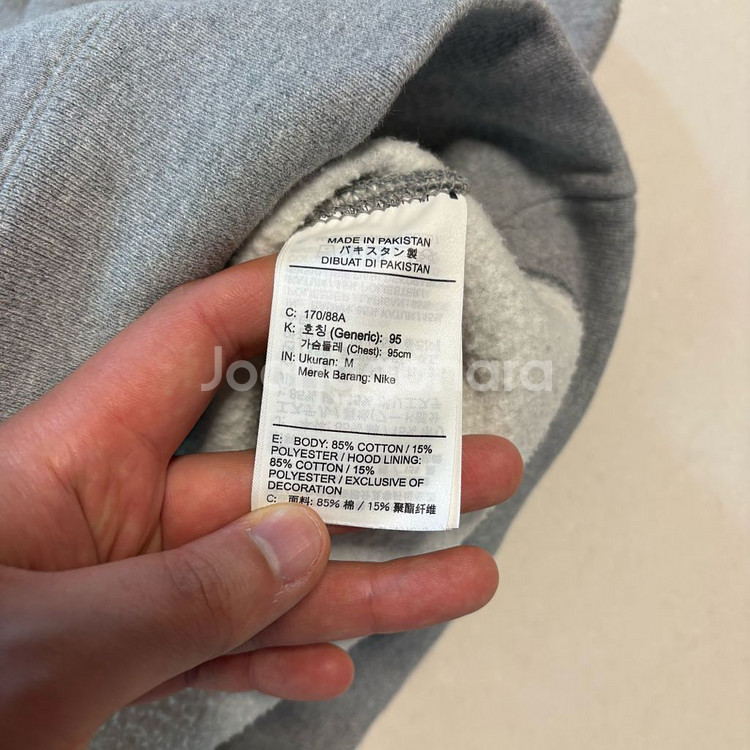 MADE IN PAKISTAN
パキスタン製
DIBUAT DI PAKISTAN
C: 170/88A
K: 호칭 (Generic): 95
가슴둘레 (Chest): 95cm
IN: Ukuran: M
Merek Barang: Nike
E: BODY: 85% COTTON / 15%
POLYESTER / HOOD LINING:
85% COTTON / 15%
POLYESTER / EXCLUSIVE OF
DECORATION
C: 面料: 85% 棉 / 15% 聚酯纤维